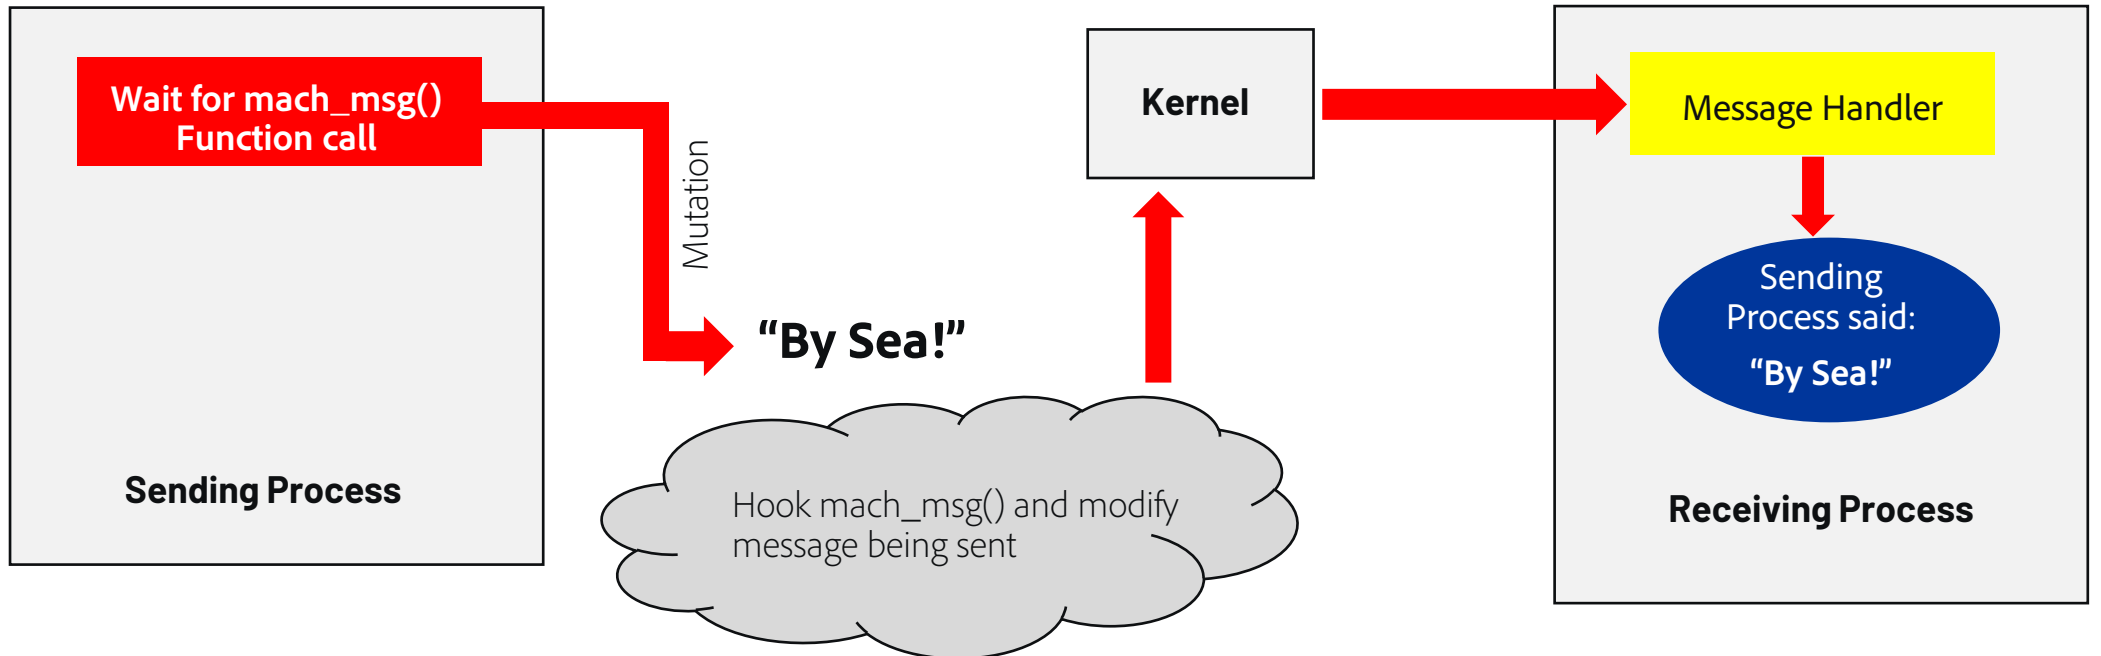 Wait for mach_msg()
Function call
Sending Process
Mutation
“By Sea!”
Hook mach_msg() and modify
message being sent
Kernel
Message Handler
Sending
Process said:
“By Sea!”
Receiving Process